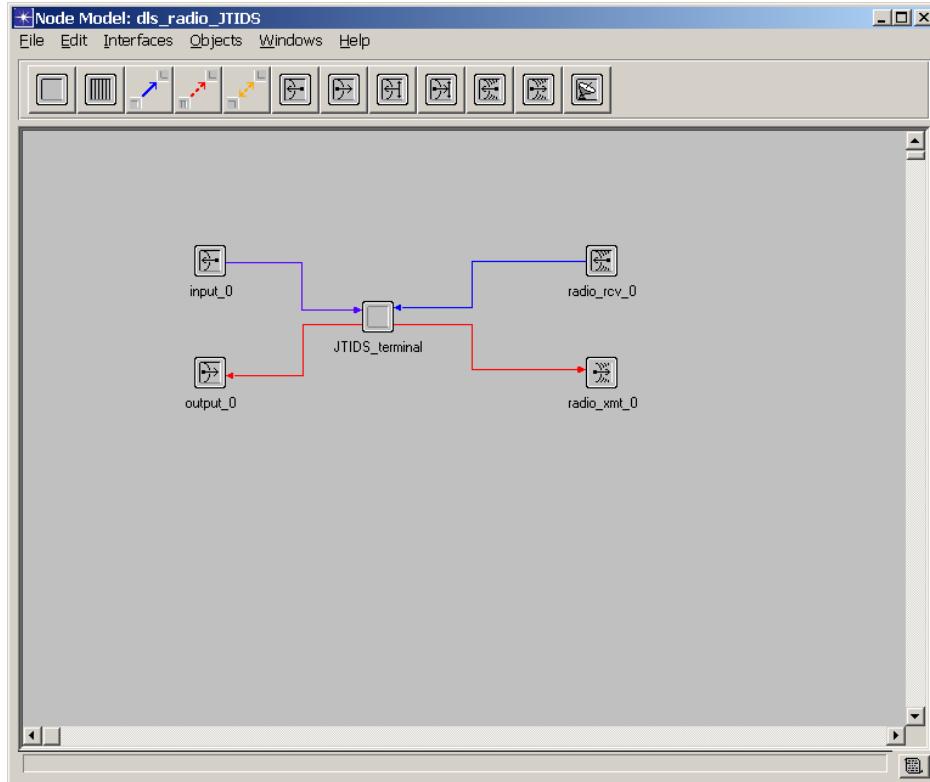 Node Model: dls_radio_JTIDS
File Edit Interfaces Objects Windows Help
input_0
radio_rcv_0
JTIDS_terminal
output_0
radio_xmt_0